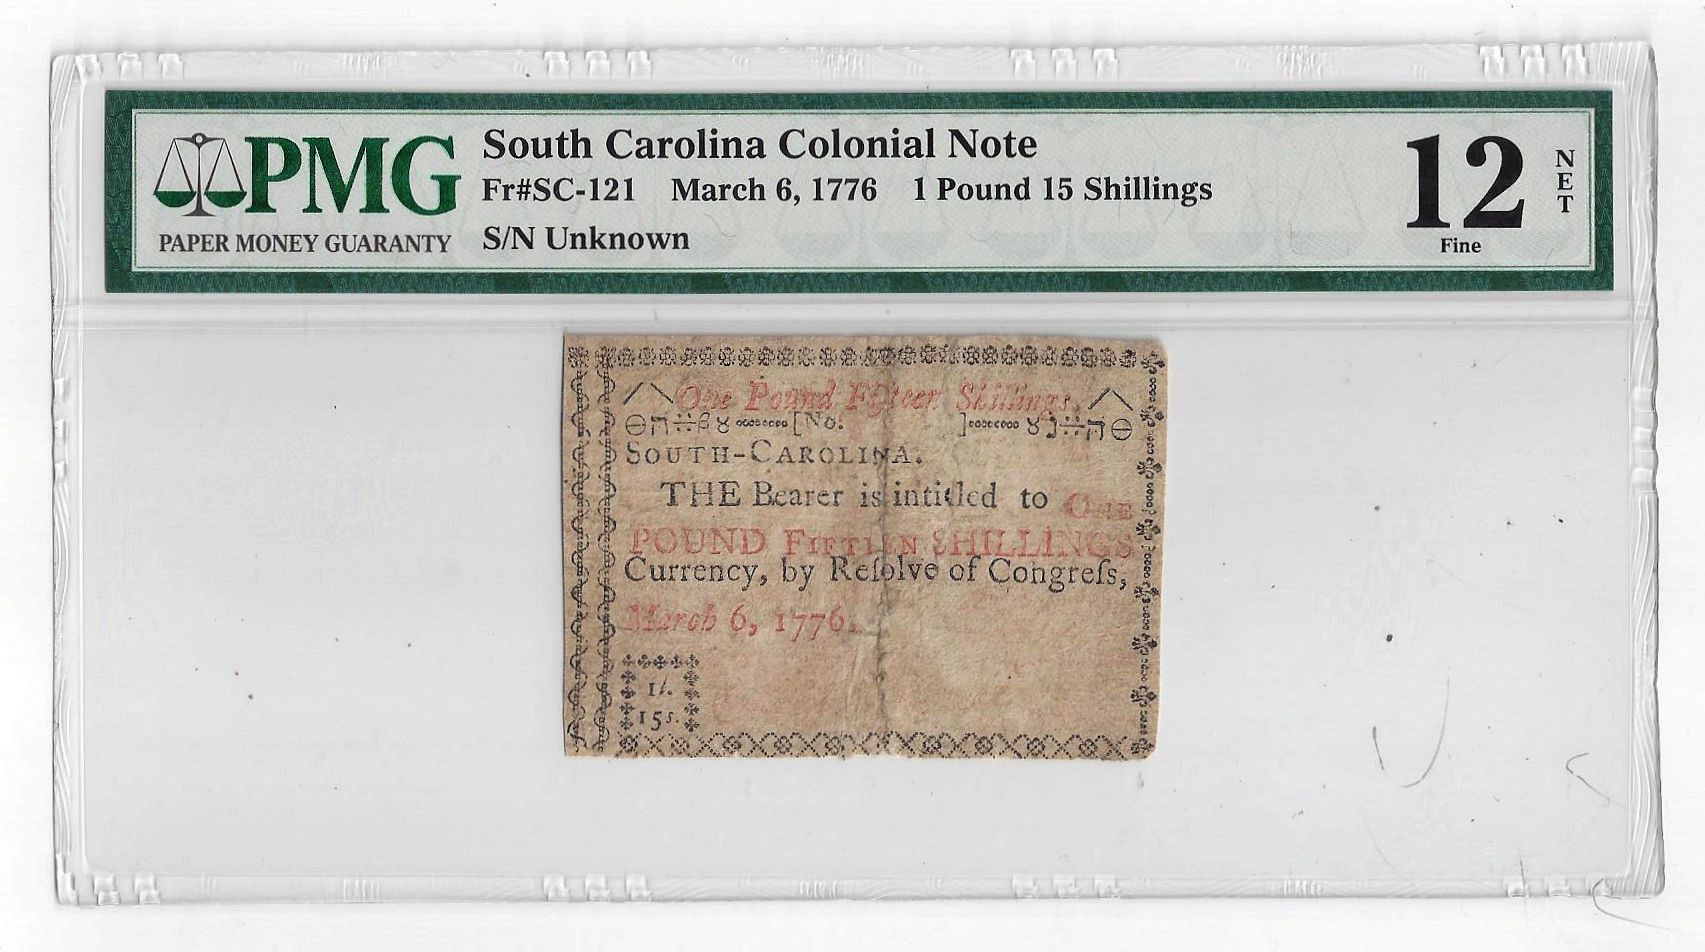 PMG
PAPER MONEY GUARANTY
South Carolina Colonial Note
Fr#SC-121 March 6, 1776 1 Pound 15 Shillings
S/N Unknown
12
NET
Fine
One Pound Fifteen Shillings.
[No. ]
SOUTH-CAROLINA.
THE Bearer is intitled to ONE
POUND FIFTEEN SHILLINGS
Currency, by Reſolve of Congreſs,
March 6, 1776.
1l.
15s.